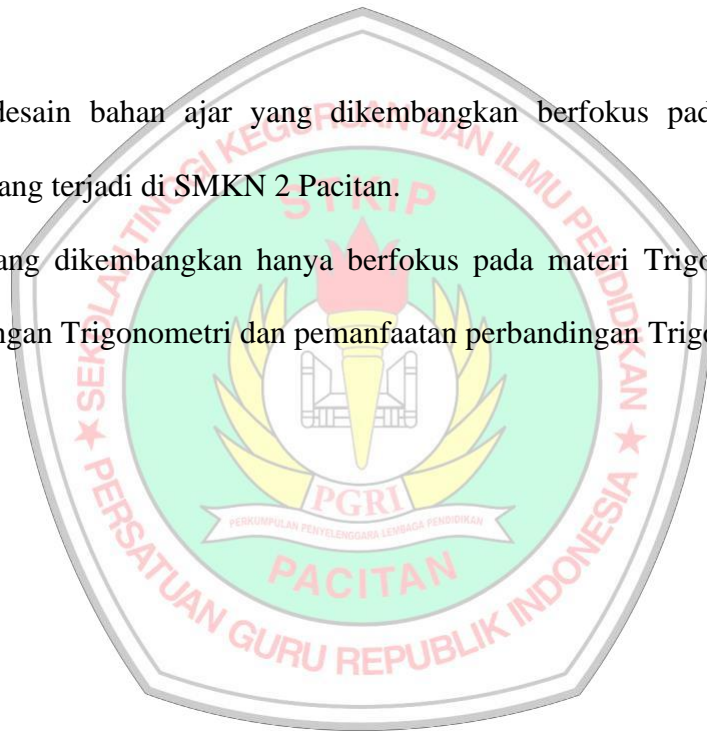 desain bahan ajar yang dikembangkan berfokus pad
ang terjadi di SMKN 2 Pacitan.
ang dikembangkan hanya berfokus pada materi Trigo
ngan Trigonometri dan pemanfaatan perbandingan Trigo
SEKOLAH TINGGI KEGURUAN DAN ILMU PENDIDIKAN
STKIP
PGRI
PERKUMPULAN PENYELENGGARA LEMBAGA PENDIDIKAN
PACITAN
★ PERSATUAN GURU REPUBLIK INDONESIA ★